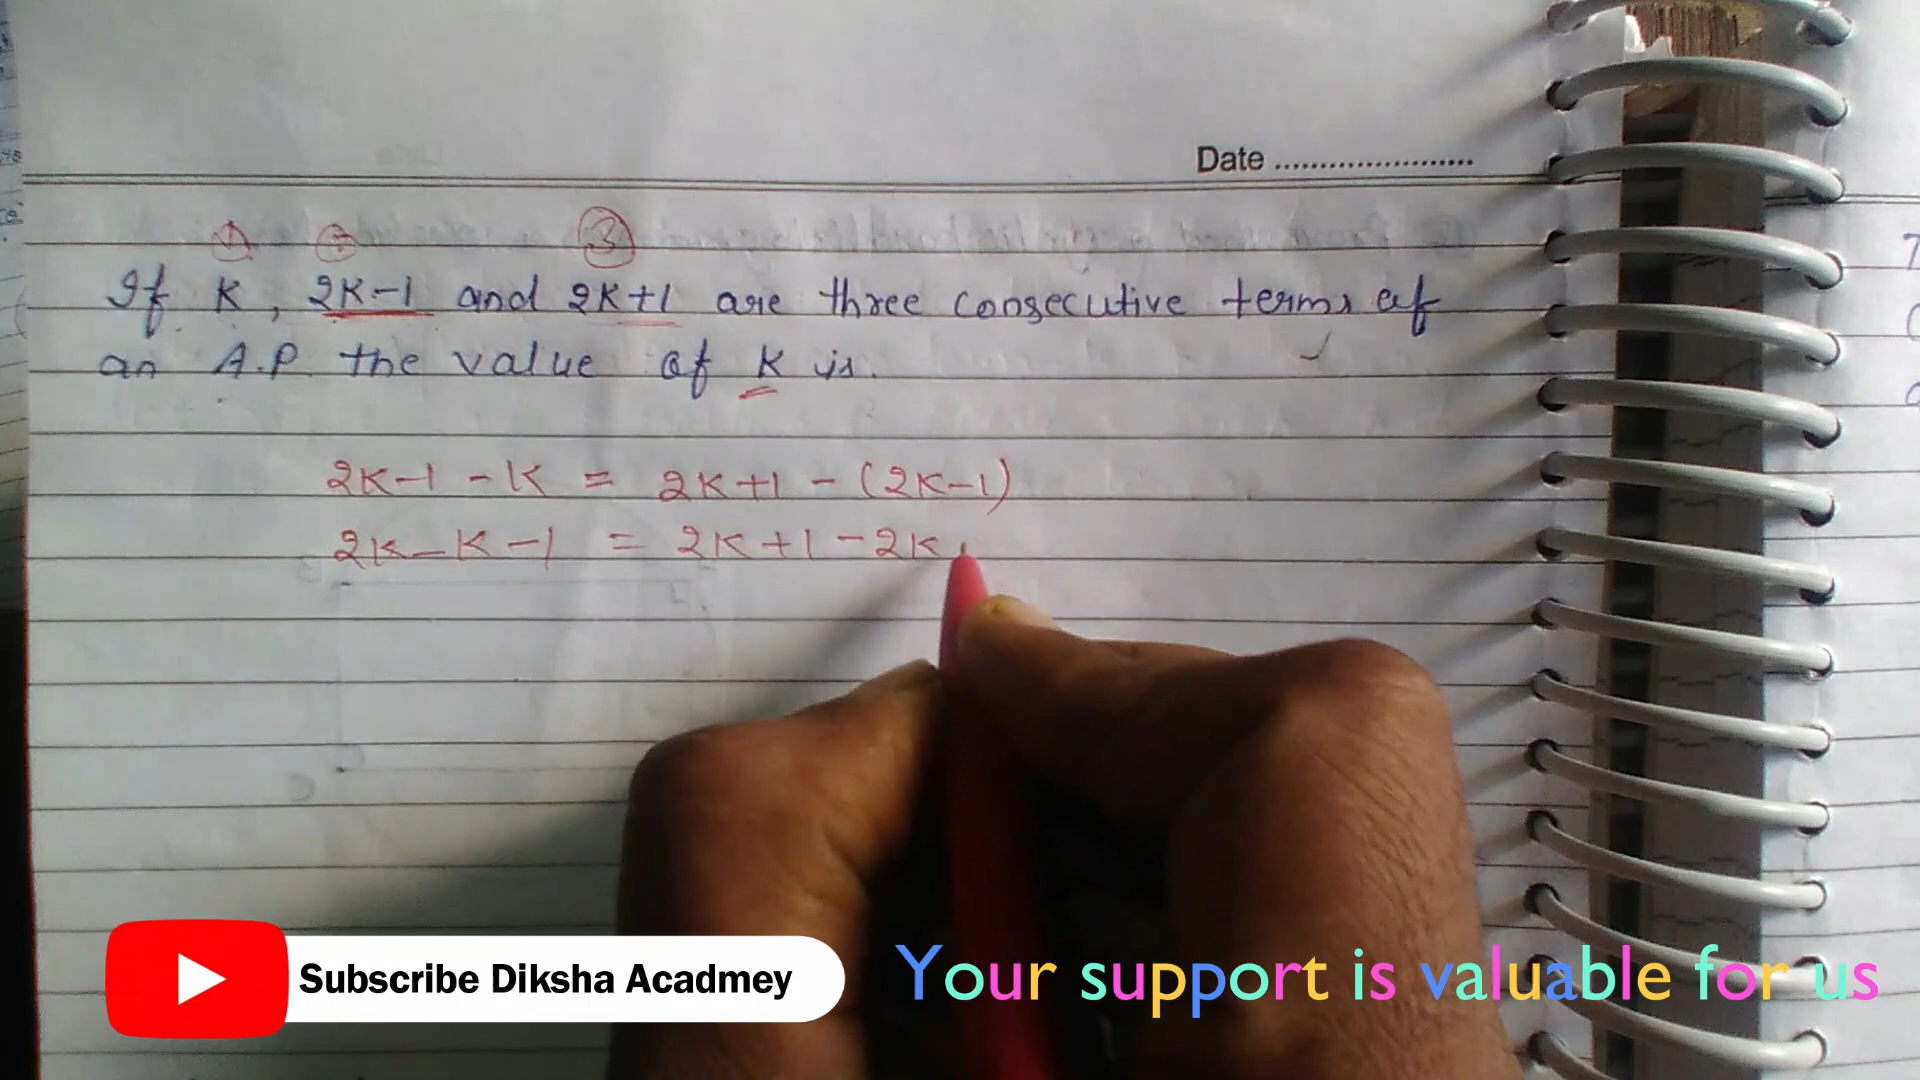 Date ......................
① ② ③
If K, 2K-1 and 2K+1 are three consecutive terms of
an A.P. the value of K is.
2K-1 - K = 2K+1 - (2K-1)
2K - K - 1 = 2K + 1 - 2K
Subscribe Diksha Acadmey
Your support is valuable for us